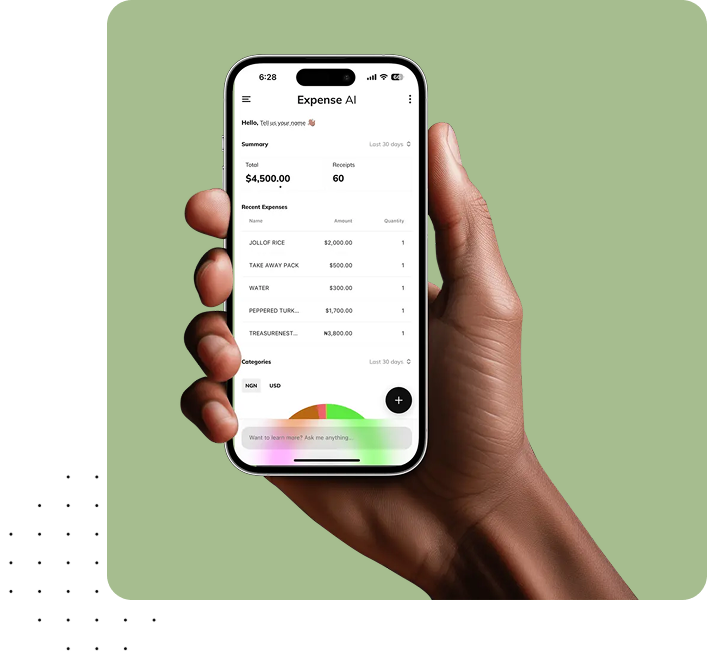 6:28
Expense AI
Hello, Tell us your name
Summary
Last 30 days
Total
Receipts
$4,500.00
60
Recent Expenses
Name Amount Quantity
JOLLOF RICE $2,000.00 1
TAKE AWAY PACK $500.00 1
WATER $300.00 1
PEPPERED TURK... $1,700.00 1
TREASURENEST... ₦3,800.00 1
Categories
Last 30 days
NGN USD
+
Want to learn more? Ask me anything...